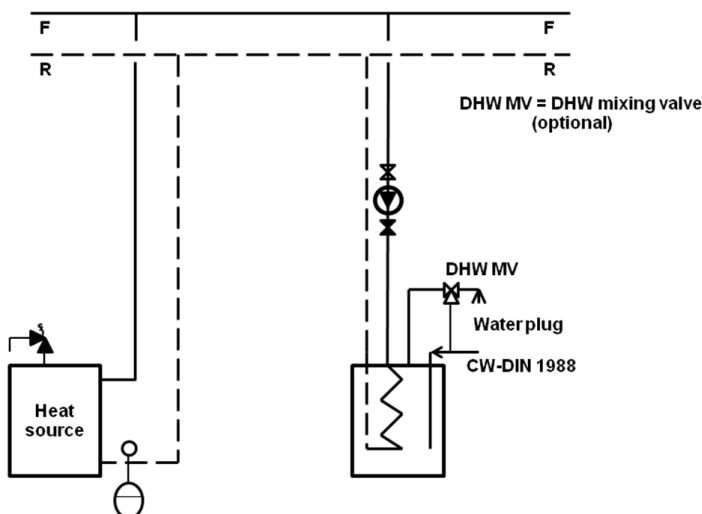 F
F
R
R
DHW MV = DHW mixing valve
(optional)
DHW MV
Water plug
CW-DIN 1988
Heat
source